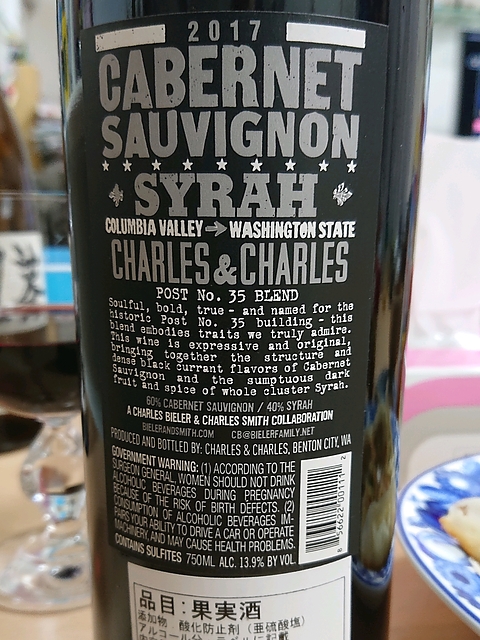 2017
CABERNET
SAUVIGNON
SYRAH
COLUMBIA VALLEY → WASHINGTON STATE
CHARLES & CHARLES
POST No. 35 BLEND
Soulful, bold, true - and named for the
historic Post No. 35 building - this
blend embodies traits we truly admire.
This wine is expressive and original,
bringing together the structure and
dense black currant flavors of Cabernet
Sauvignon and the sumptuous dark
fruit and spice of whole cluster Syrah.
60% CABERNET SAUVIGNON / 40% SYRAH
A CHARLES BIELER & CHARLES SMITH COLLABORATION
BIELERANDSMITH.COM CB@BIELERFAMILY.NET
PRODUCED AND BOTTLED BY: CHARLES & CHARLES, BENTON CITY, WA
GOVERNMENT WARNING: (1) ACCORDING TO THE
SURGEON GENERAL, WOMEN SHOULD NOT DRINK
ALCOHOLIC BEVERAGES DURING PREGNANCY
BECAUSE OF THE RISK OF BIRTH DEFECTS. (2)
CONSUMPTION OF ALCOHOLIC BEVERAGES IM-
PAIRS YOUR ABILITY TO DRIVE A CAR OR OPERATE
MACHINERY, AND MAY CAUSE HEALTH PROBLEMS.
CONTAINS SULFITES 750ML ALC. 13.9% BY VOL.
品目:果実酒
添加物 酸化防止剤(亜硫酸塩)